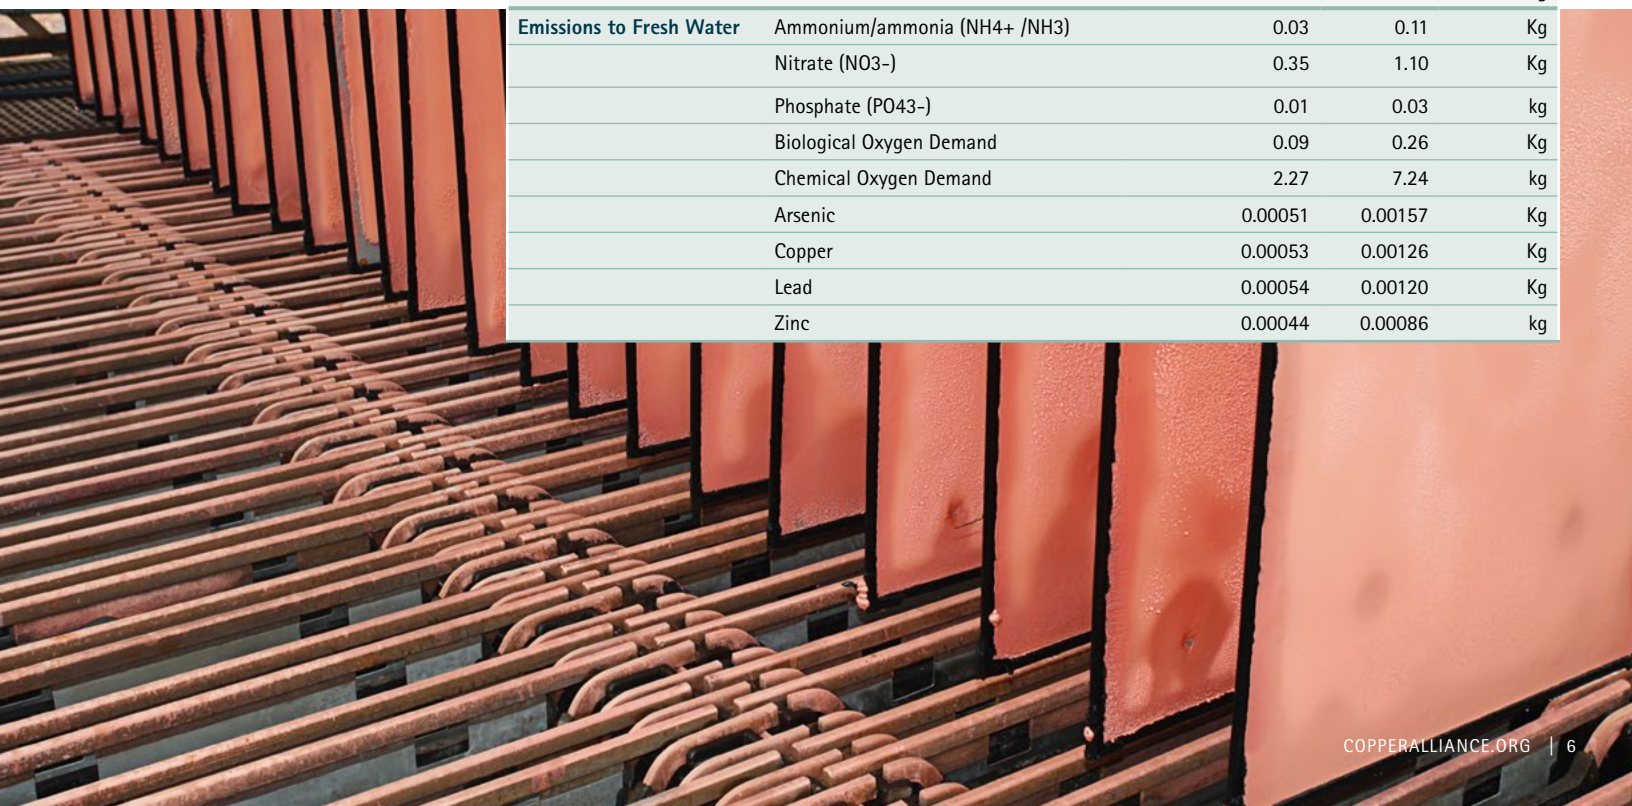 Emissions to Fresh Water Ammonium/ammonia (NH4+ /NH3) 0.03 0.11 Kg
Nitrate (NO3-) 0.35 1.10 Kg
Phosphate (PO43-) 0.01 0.03 kg
Biological Oxygen Demand 0.09 0.26 Kg
Chemical Oxygen Demand 2.27 7.24 kg
Arsenic 0.00051 0.00157 Kg
Copper 0.00053 0.00126 Kg
Lead 0.00054 0.00120 Kg
Zinc 0.00044 0.00086 kg
COPPERALLIANCE.ORG | 6